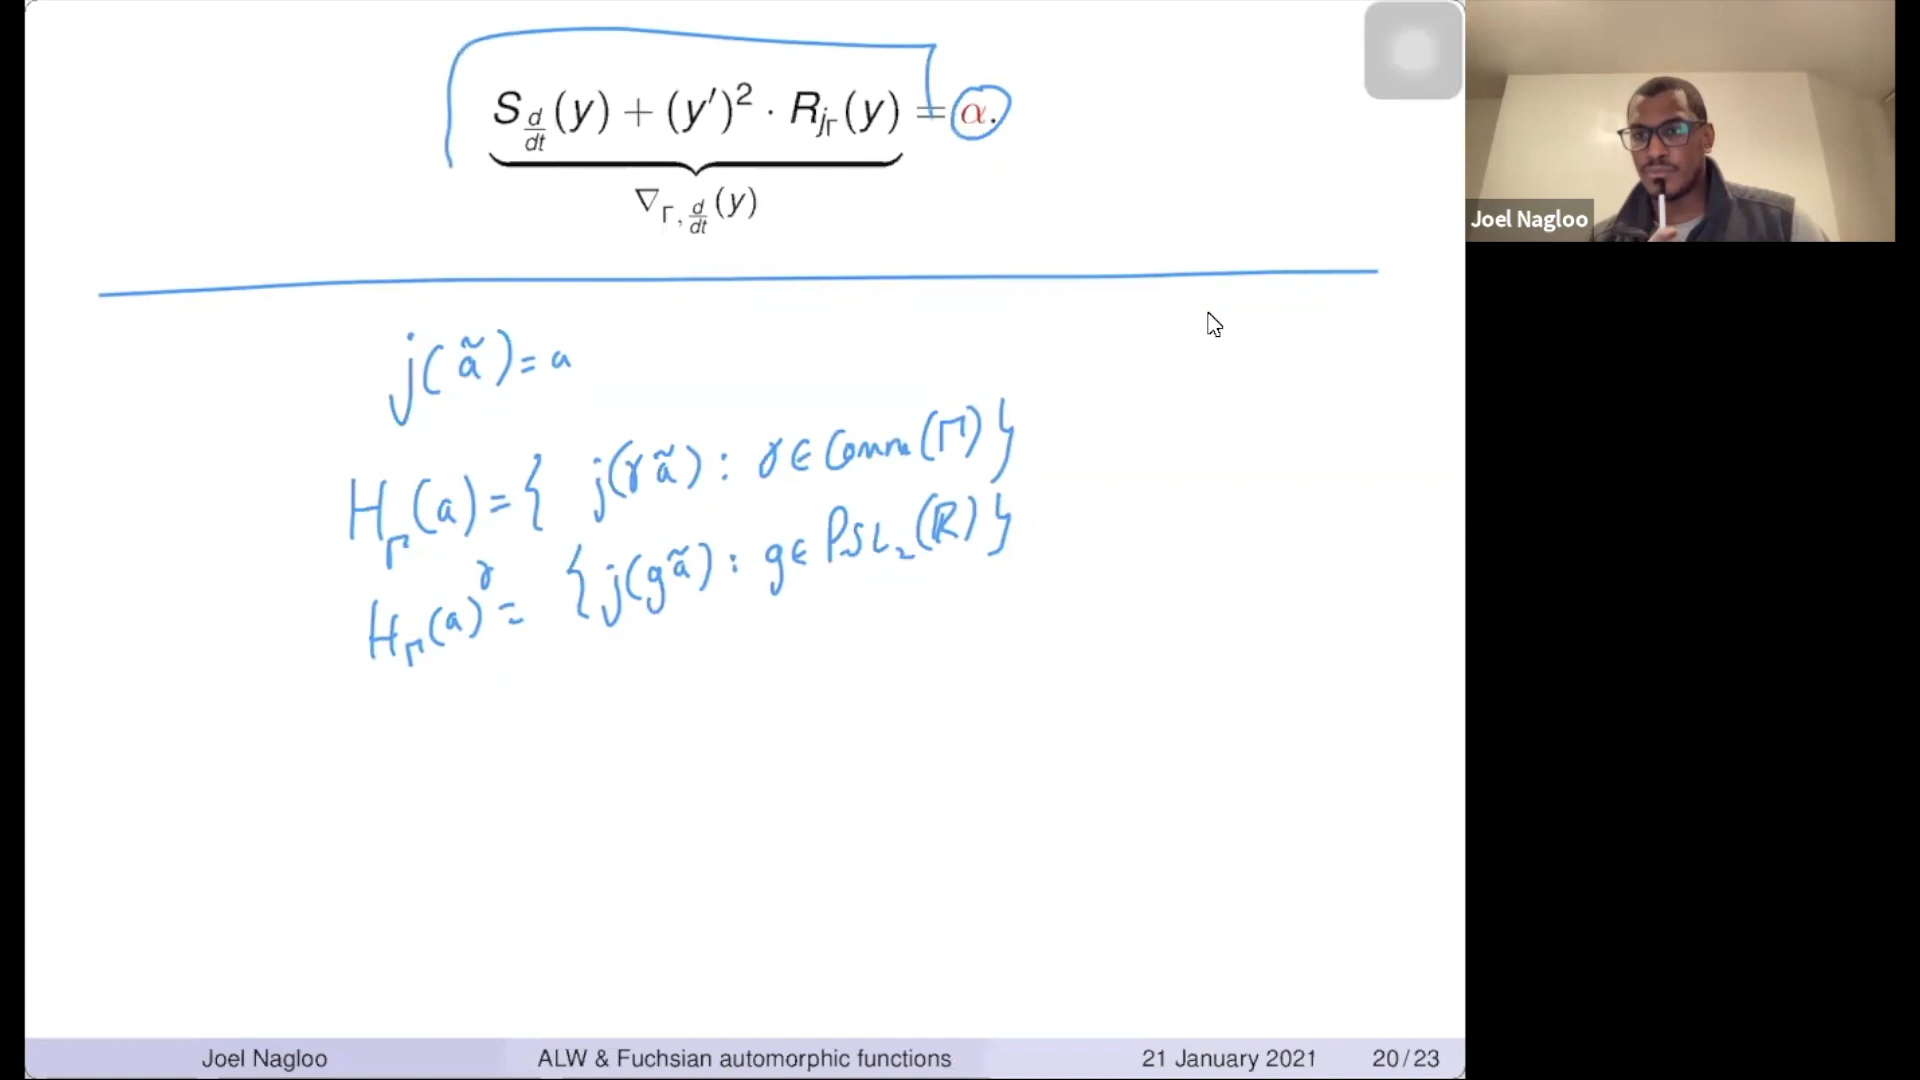 S_{d/dt}(y) + (y′)² · R_{j_Γ}(y) = α.
∇_{Γ, d/dt}(y)
Joel Nagloo
j(ã) = a
H_Γ(a) = { j(γã) : γ ∈ Comm(Γ) }
H_Γ(a)^γ = { j(gã) : g ∈ PSL₂(ℝ) }
Joel Nagloo ALW & Fuchsian automorphic functions 21 January 2021 20/23